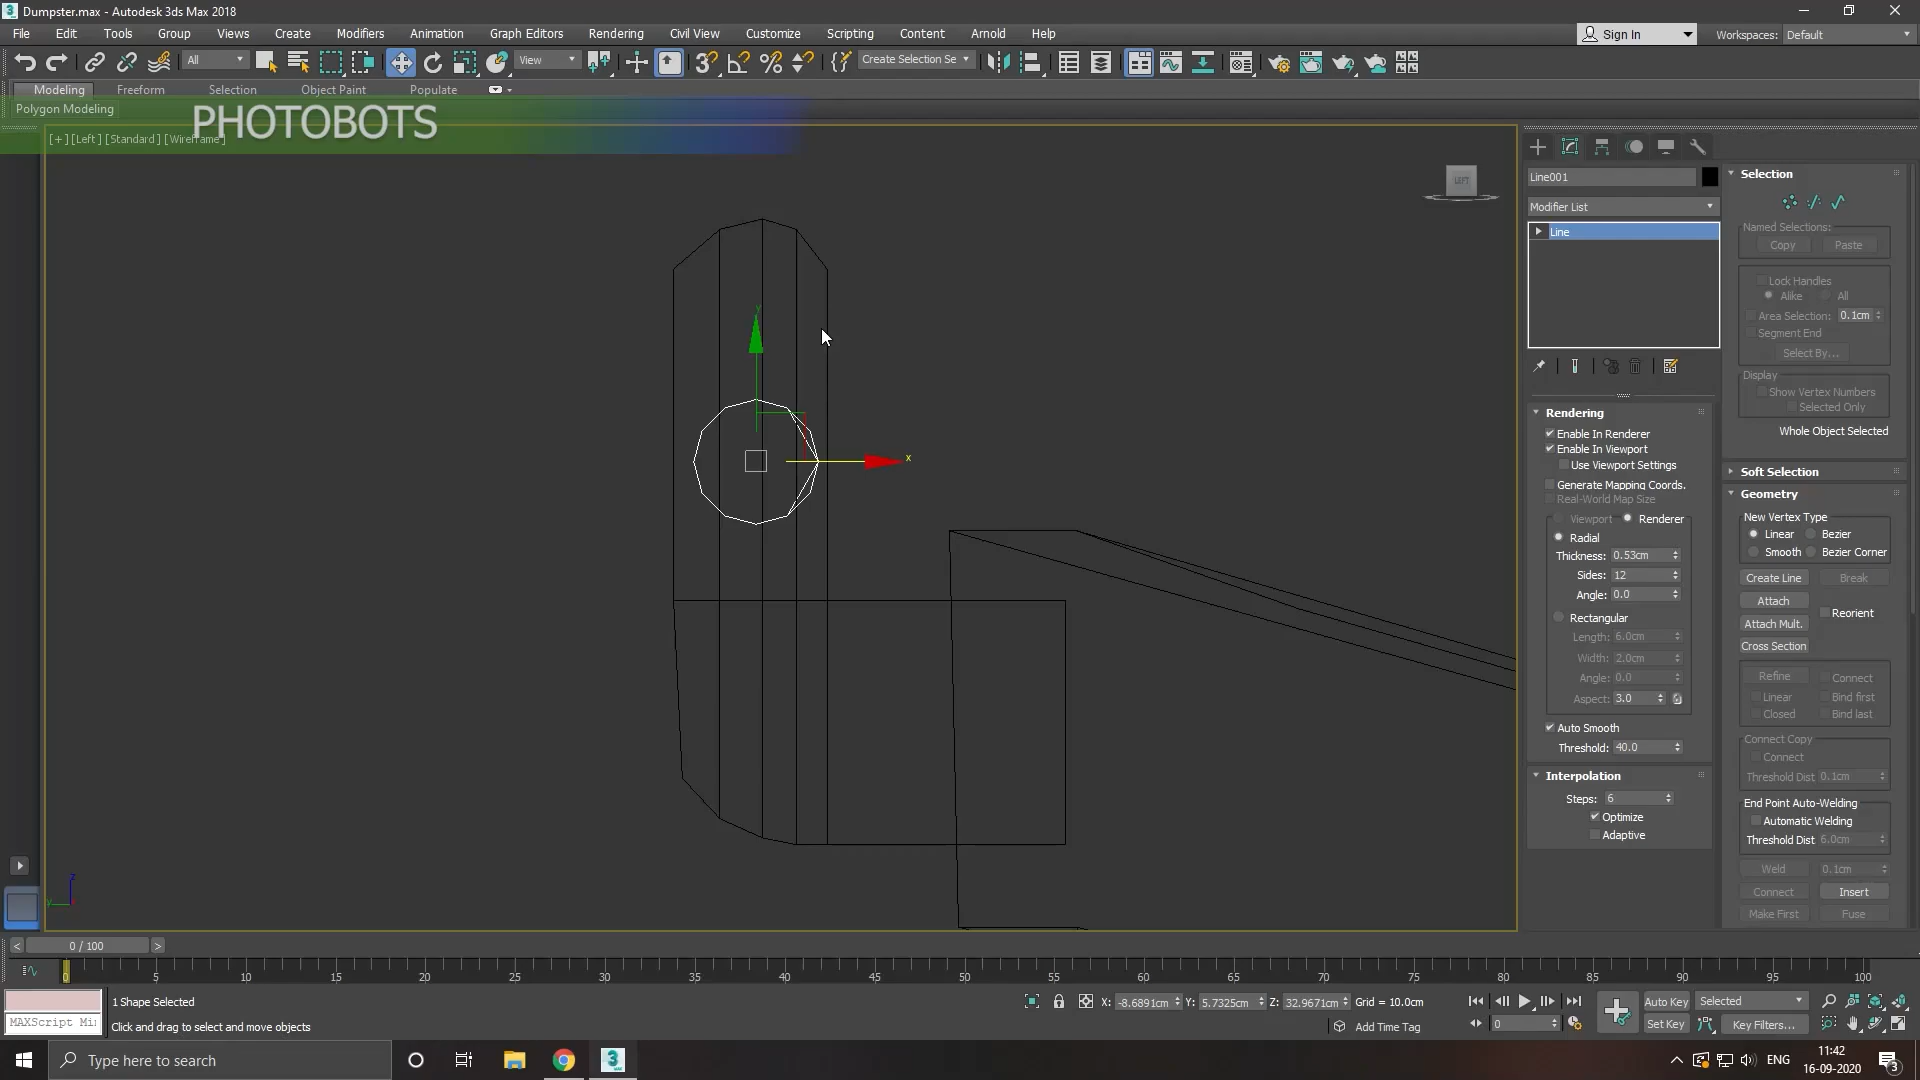 Dumpster.max - Autodesk 3ds Max 2018
File Edit Tools Group Views Create Modifiers Animation Graph Editors Rendering Civil View Customize Scripting Content Arnold Help
Sign In Workspaces: Default
All View Create Selection Se
Modeling Freeform Selection Object Paint Populate
Polygon Modeling
PHOTOBOTS
[+] [Left] [Standard] [Wireframe]
LEFT
Line001
Modifier List
Line
Rendering
Enable In Renderer
Enable In Viewport
Use Viewport Settings
Generate Mapping Coords.
Real-World Map Size
Viewport Renderer
Radial
Thickness: 0.53cm
Sides: 12
Angle: 0.0
Rectangular
Length: 6.0cm
Width: 2.0cm
Angle: 0.0
Aspect: 3.0
Auto Smooth
Threshold: 40.0
Interpolation
Steps: 6
Optimize
Adaptive
Selection
Named Selections:
Copy Paste
Lock Handles
Alike All
Area Selection: 0.1cm
Segment End
Select By...
Display
Show Vertex Numbers
Selected Only
Whole Object Selected
Soft Selection
Geometry
New Vertex Type
Linear Bezier
Smooth Bezier Corner
Create Line Break
Attach
Reorient
Attach Mult.
Cross Section
Refine Connect
Linear Bind first
Closed Bind last
Connect Copy
Connect
Threshold Dist 0.1cm
End Point Auto-Welding
Automatic Welding
Threshold Dist 6.0cm
Weld 0.1cm
Connect Insert
Make First Fuse
y
x
z
y
< 0 / 100 >
0 5 10 15 20 25 30 35 40 45 50 55 60 65 70 75 80 85 90 95 100
1 Shape Selected
X: -8.6891cm Y: 5.7325cm Z: 32.9671cm Grid = 10.0cm
Auto Key Selected
MAXScript Mi
Click and drag to select and move objects
Add Time Tag
0
Set Key Key Filters...
Type here to search
ENG
11:42
16-09-2020
3